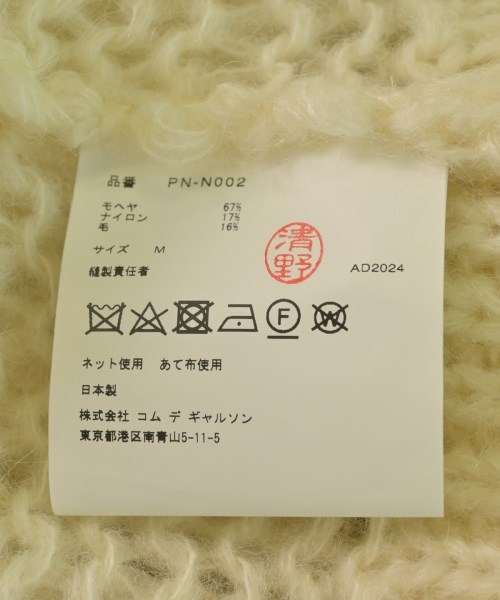 品番 PN-N002
モヘヤ 67%
ナイロン 17%
毛 16%
サイズ M
清野
縫製責任者 AD2024
F W
ネット使用 あて布使用
日本製
株式会社 コム デ ギャルソン
東京都港区南青山5-11-5